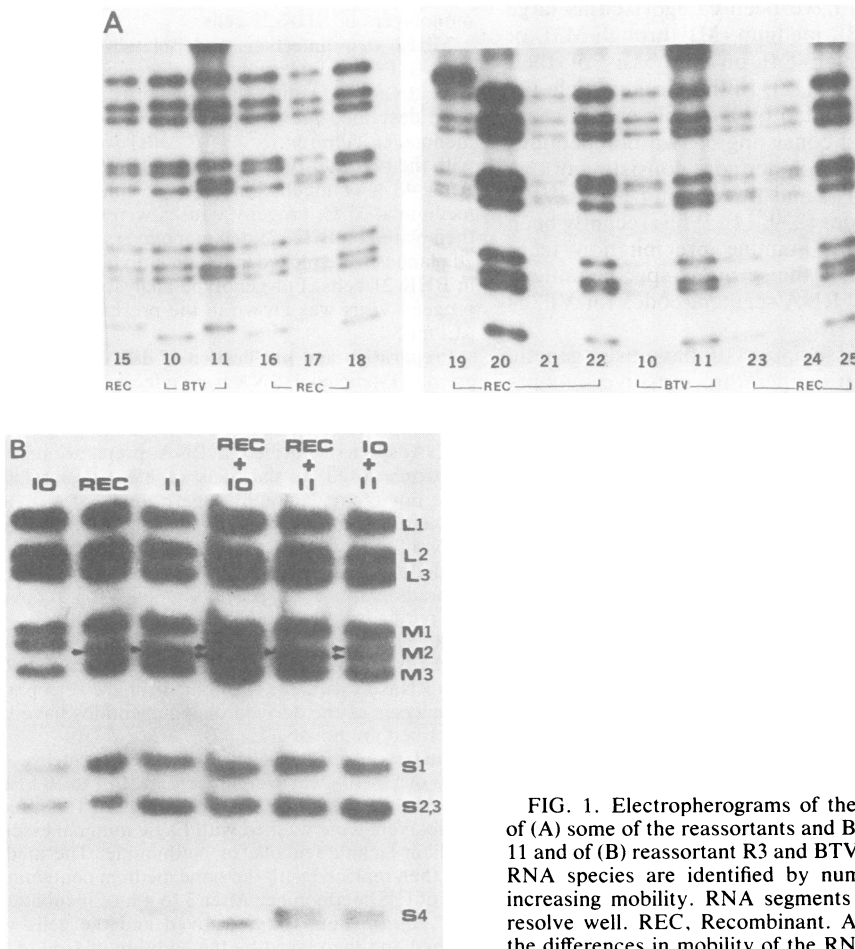 A
15 10 11 16 17 18
REC BTV REC
19 20 21 22 10 11 23 24 25
REC BTV REC
B
REC REC 10
+ + +
10 REC 11 10 11 11
L1
L2
L3
M1
M2
M3
S1
S2,3
S4
FIG. 1. Electropherograms of the
of (A) some of the reassortants and B
11 and of (B) reassortant R3 and BTV
RNA species are identified by num
increasing mobility. RNA segments
resolve well. REC, Recombinant. A
the differences in mobility of the RN